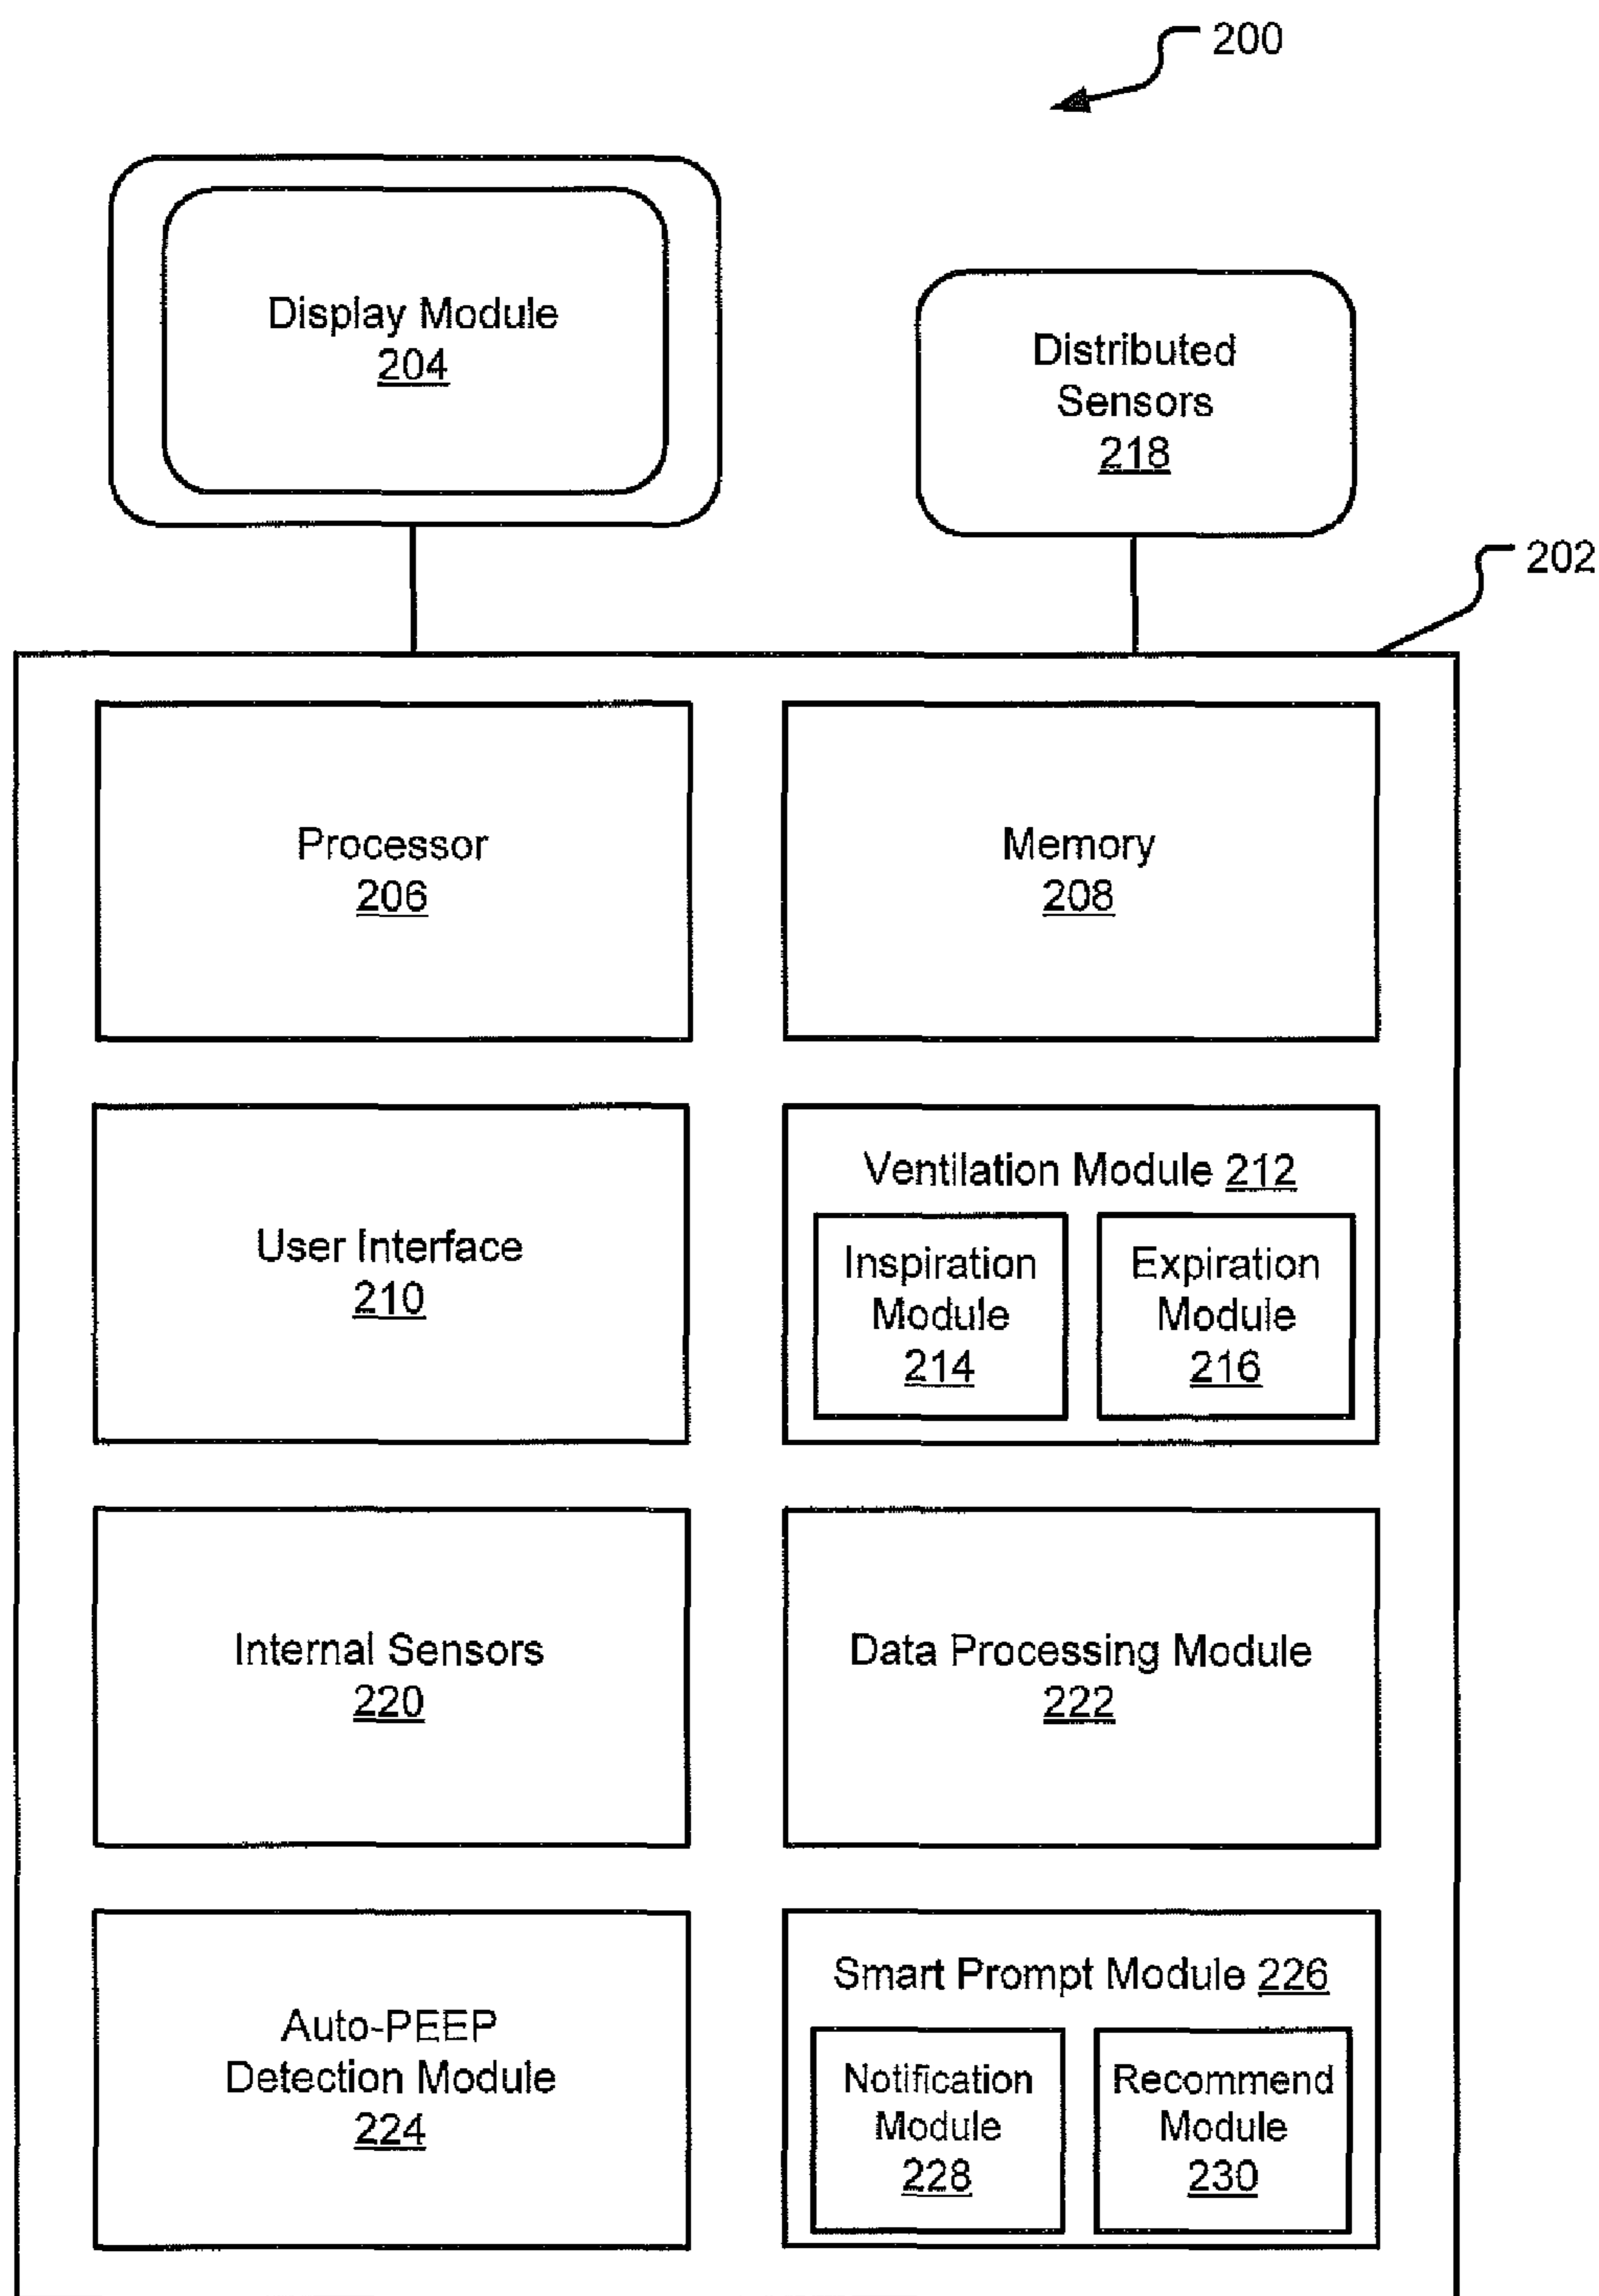 200
Display Module
204
Distributed
Sensors
218
202
Processor
206
Memory
208
User Interface
210
Ventilation Module 212
Inspiration
Module
214
Expiration
Module
216
Internal Sensors
220
Data Processing Module
222
Auto-PEEP
Detection Module
224
Smart Prompt Module 226
Notification
Module
228
Recommend
Module
230